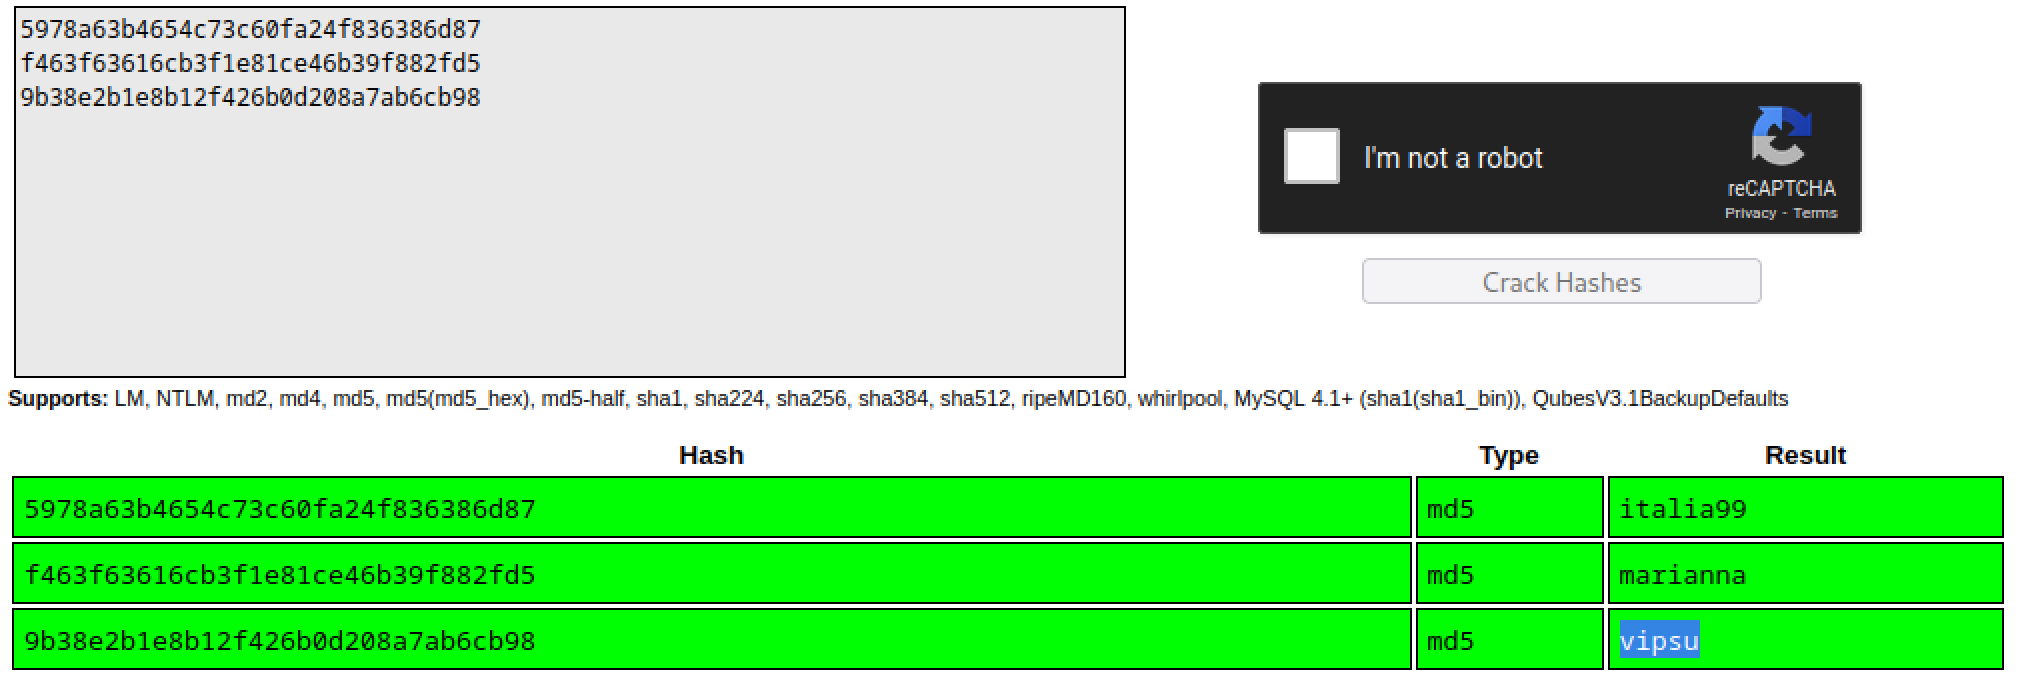 5978a63b4654c73c60fa24f836386d87
f463f63616cb3f1e81ce46b39f882fd5
9b38e2b1e8b12f426b0d208a7ab6cb98
I'm not a robot
reCAPTCHA
Privacy - Terms
Crack Hashes
Supports: LM, NTLM, md2, md4, md5, md5(md5_hex), md5-half, sha1, sha224, sha256, sha384, sha512, ripeMD160, whirlpool, MySQL 4.1+ (sha1(sha1_bin)), QubesV3.1BackupDefaults
Hash Type Result
5978a63b4654c73c60fa24f836386d87 md5 italia99
f463f63616cb3f1e81ce46b39f882fd5 md5 marianna
9b38e2b1e8b12f426b0d208a7ab6cb98 md5 vipsu